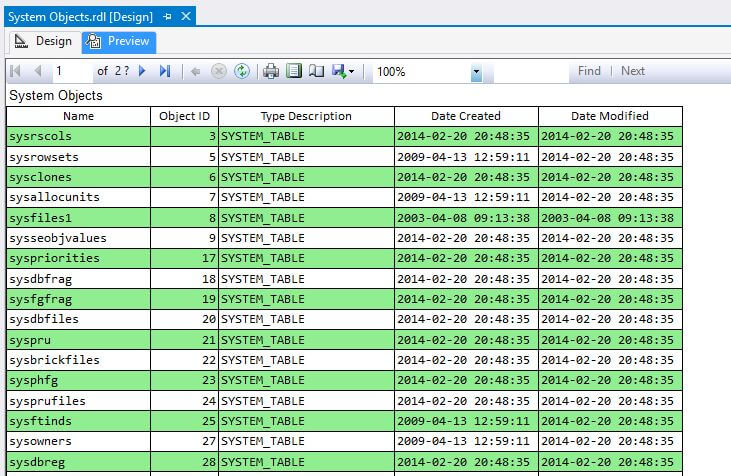 System Objects.rdl [Design]
Design Preview
1 of 2 ? 100% Find | Next
System Objects
Name Object ID Type Description Date Created Date Modified
sysrscols 3 SYSTEM_TABLE 2014-02-20 20:48:35 2014-02-20 20:48:35
sysrowsets 5 SYSTEM_TABLE 2009-04-13 12:59:11 2014-02-20 20:48:35
sysclones 6 SYSTEM_TABLE 2014-02-20 20:48:35 2014-02-20 20:48:35
sysallocunits 7 SYSTEM_TABLE 2009-04-13 12:59:11 2014-02-20 20:48:35
sysfiles1 8 SYSTEM_TABLE 2003-04-08 09:13:38 2003-04-08 09:13:38
sysseobjvalues 9 SYSTEM_TABLE 2014-02-20 20:48:35 2014-02-20 20:48:35
syspriorities 17 SYSTEM_TABLE 2014-02-20 20:48:35 2014-02-20 20:48:35
sysdbfrag 18 SYSTEM_TABLE 2014-02-20 20:48:35 2014-02-20 20:48:35
sysfgfrag 19 SYSTEM_TABLE 2014-02-20 20:48:35 2014-02-20 20:48:35
sysdbfiles 20 SYSTEM_TABLE 2014-02-20 20:48:35 2014-02-20 20:48:35
syspru 21 SYSTEM_TABLE 2014-02-20 20:48:35 2014-02-20 20:48:35
sysbrickfiles 22 SYSTEM_TABLE 2014-02-20 20:48:35 2014-02-20 20:48:35
sysphfg 23 SYSTEM_TABLE 2014-02-20 20:48:35 2014-02-20 20:48:35
sysprufiles 24 SYSTEM_TABLE 2014-02-20 20:48:35 2014-02-20 20:48:35
sysftinds 25 SYSTEM_TABLE 2009-04-13 12:59:11 2014-02-20 20:48:35
sysowners 27 SYSTEM_TABLE 2009-04-13 12:59:11 2014-02-20 20:48:35
sysdbreg 28 SYSTEM_TABLE 2014-02-20 20:48:35 2014-02-20 20:48:35